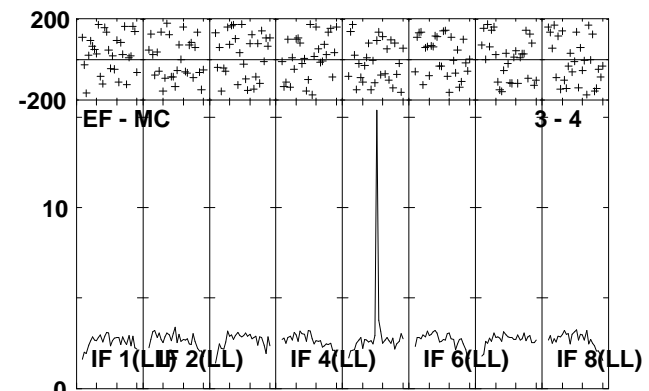 200
-200
EF - MC 3 - 4
10
IF 1(LL) IF 2(LL) IF 4(LL) IF 6(LL) IF 8(LL)
0